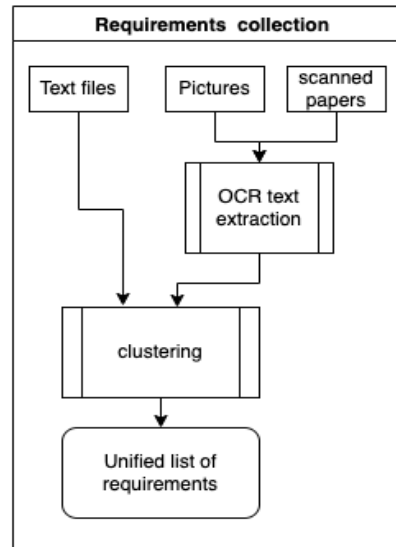 Requirements collection
Text files
Pictures
scanned
papers
OCR text
extraction
clustering
Unified list of
requirements